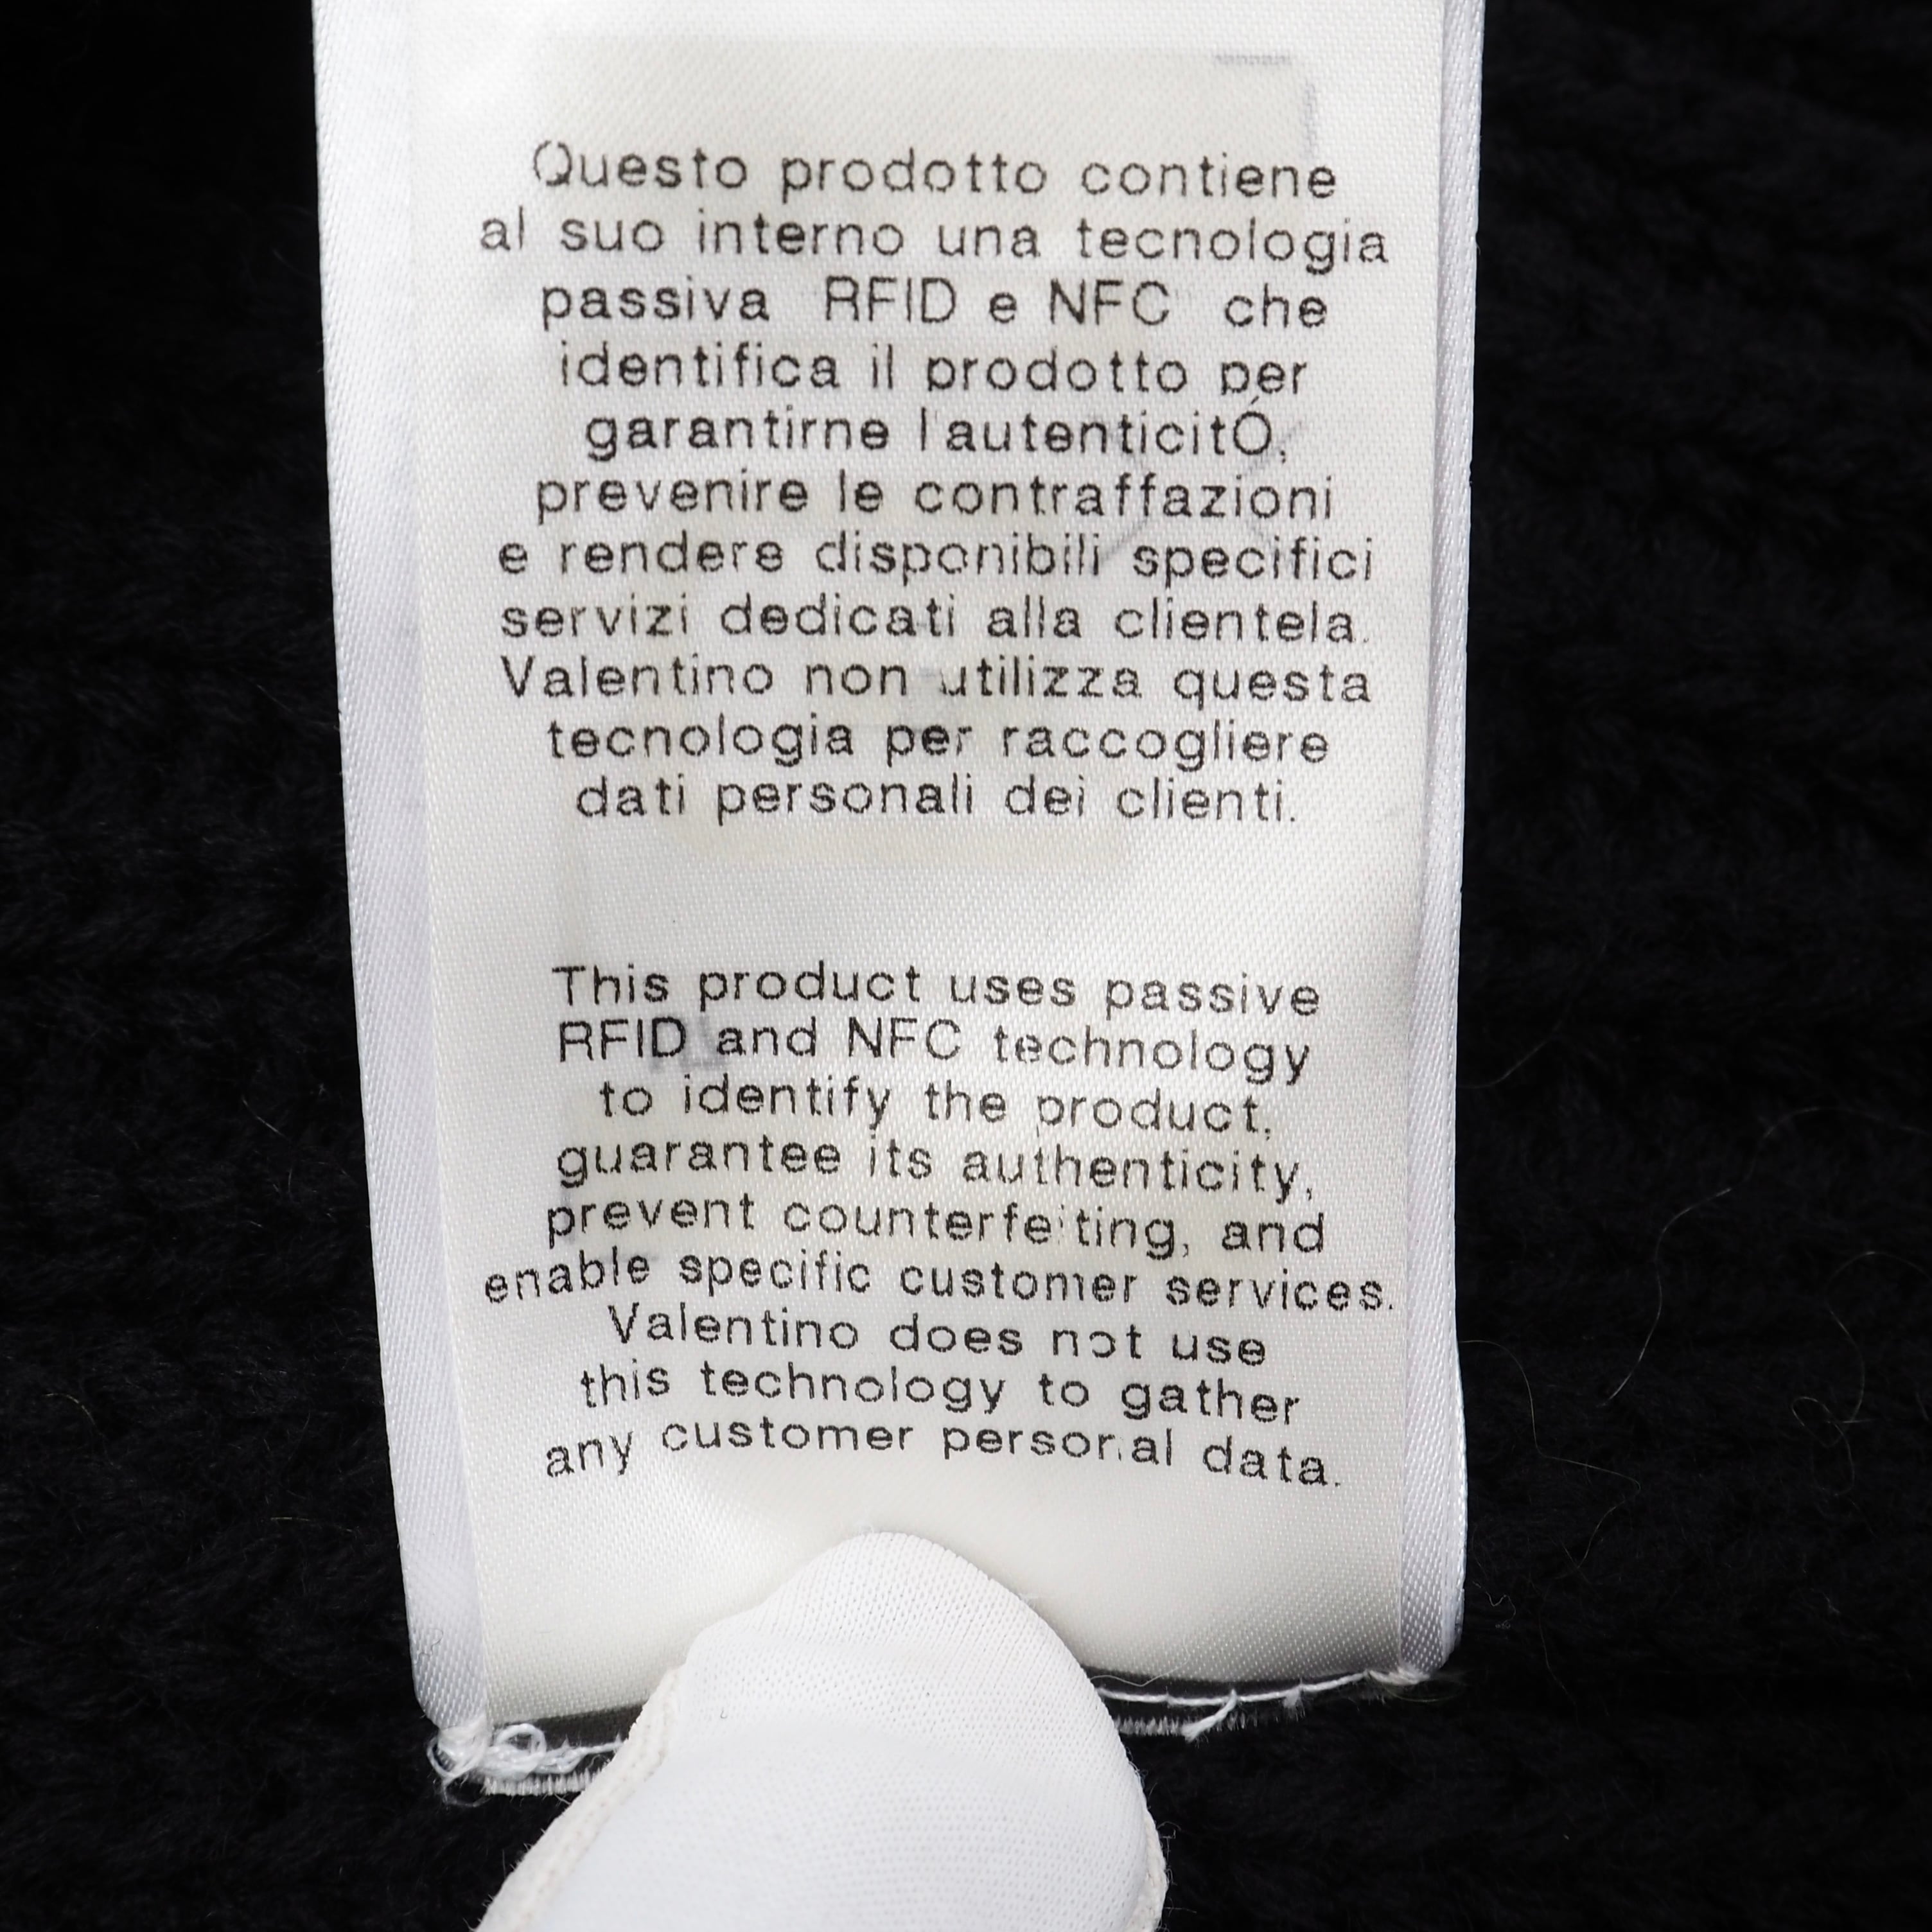 Questo prodotto contiene
al suo interno una tecnologia
passiva RFID e NFC che
identifica il prodotto per
garantirne l'autenticitÓ,
prevenire le contraffazioni
e rendere disponibili specifici
servizi dedicati alla clientela.
Valentino non utilizza questa
tecnologia per raccogliere
dati personali dei clienti.
This product uses passive
RFID and NFC technology
to identify the product,
guarantee its authenticity,
prevent counterfeiting, and
enable specific customer services.
Valentino does not use
this technology to gather
any customer personal data.